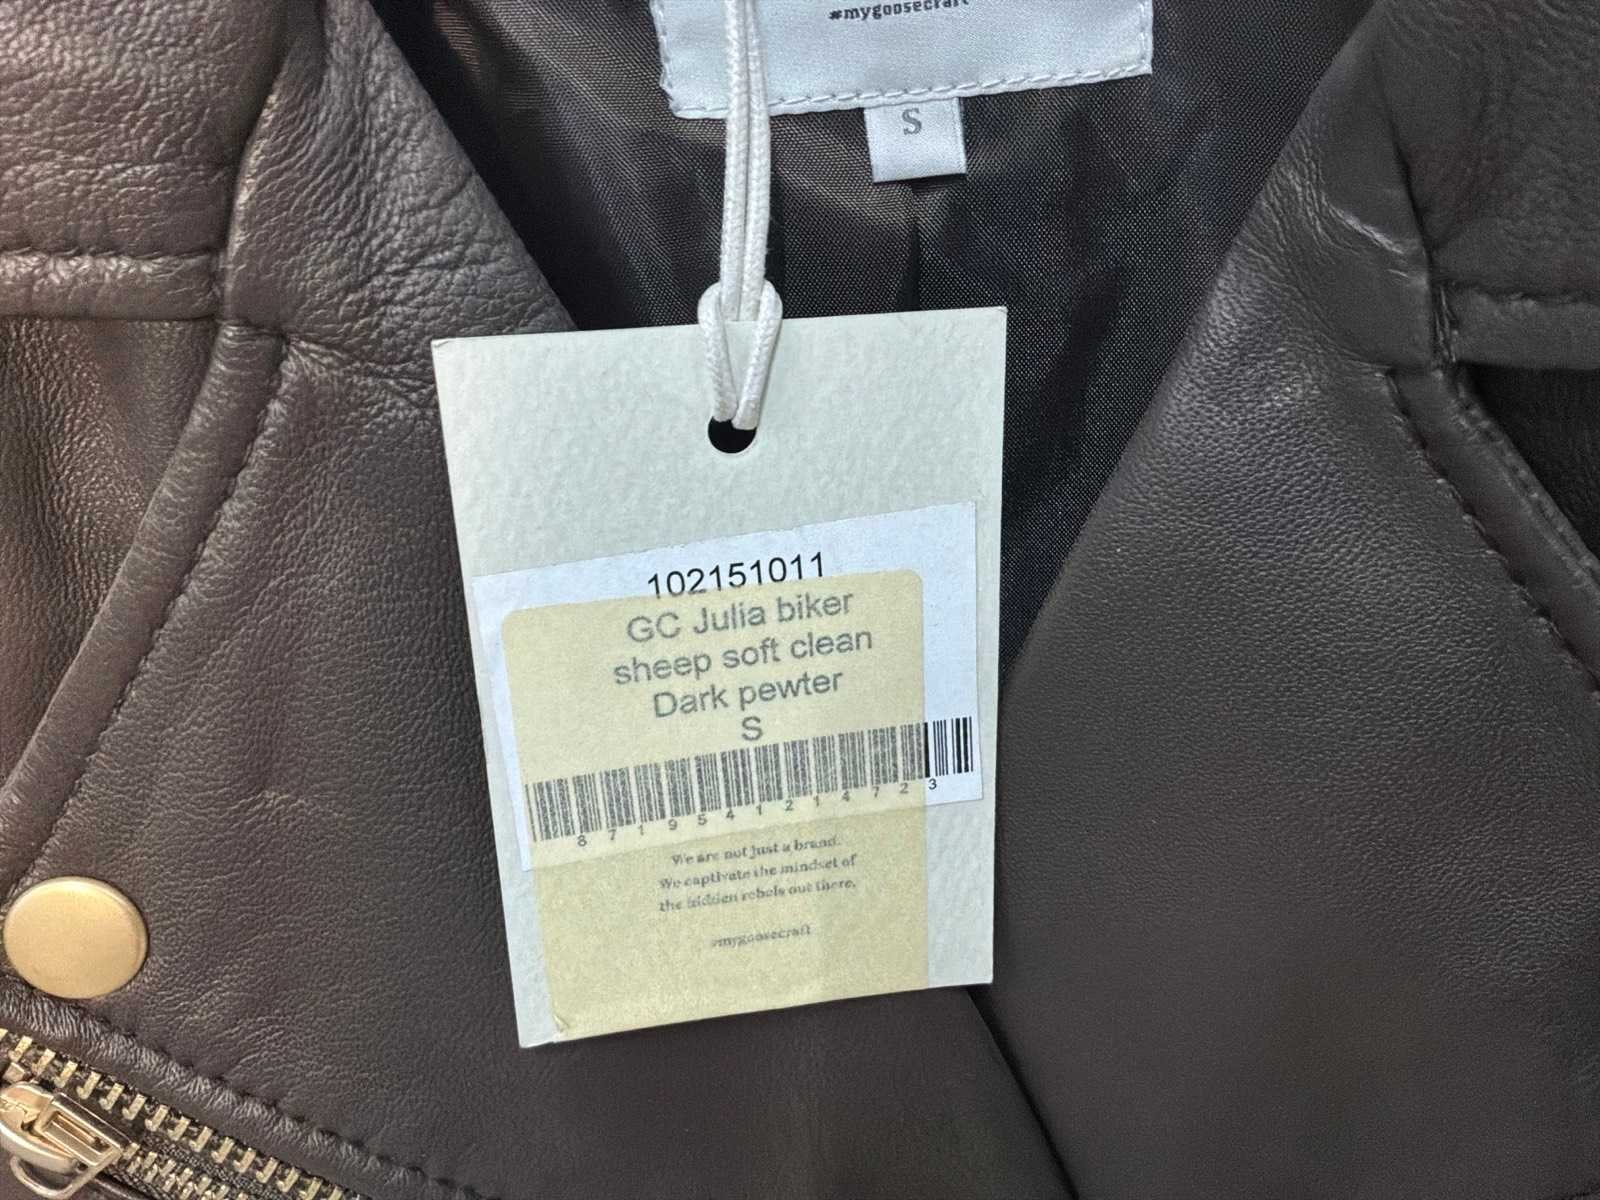 #mygoosecraft
S
102151011
GC Julia biker
sheep soft clean
Dark pewter
S
8719541214723
We are not just a brand.
We captivate the mindset of
the hidden rebels out there.
#mygoosecraft